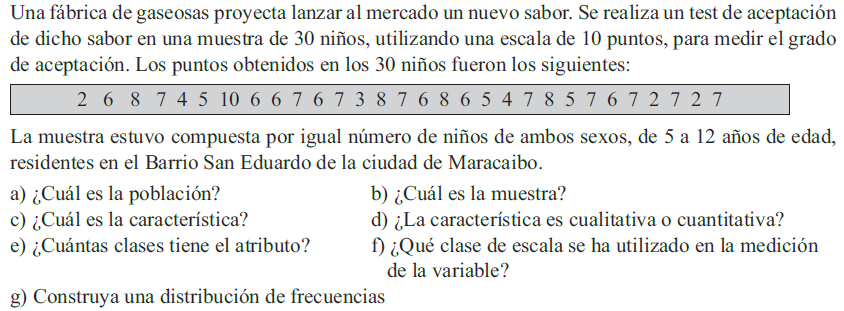 Una fábrica de gaseosas proyecta lanzar al mercado un nuevo sabor. Se realiza un test de aceptación
de dicho sabor en una muestra de 30 niños, utilizando una escala de 10 puntos, para medir el grado
de aceptación. Los puntos obtenidos en los 30 niños fueron los siguientes:
2 6 8 7 4 5 10 6 6 7 6 7 3 8 7 6 8 6 5 4 7 8 5 7 6 7 2 7 2 7
La muestra estuvo compuesta por igual número de niños de ambos sexos, de 5 a 12 años de edad,
residentes en el Barrio San Eduardo de la ciudad de Maracaibo.
a) ¿Cuál es la población? b) ¿Cuál es la muestra?
c) ¿Cuál es la característica? d) ¿La característica es cualitativa o cuantitativa?
e) ¿Cuántas clases tiene el atributo? f) ¿Qué clase de escala se ha utilizado en la medición
de la variable?
g) Construya una distribución de frecuencias